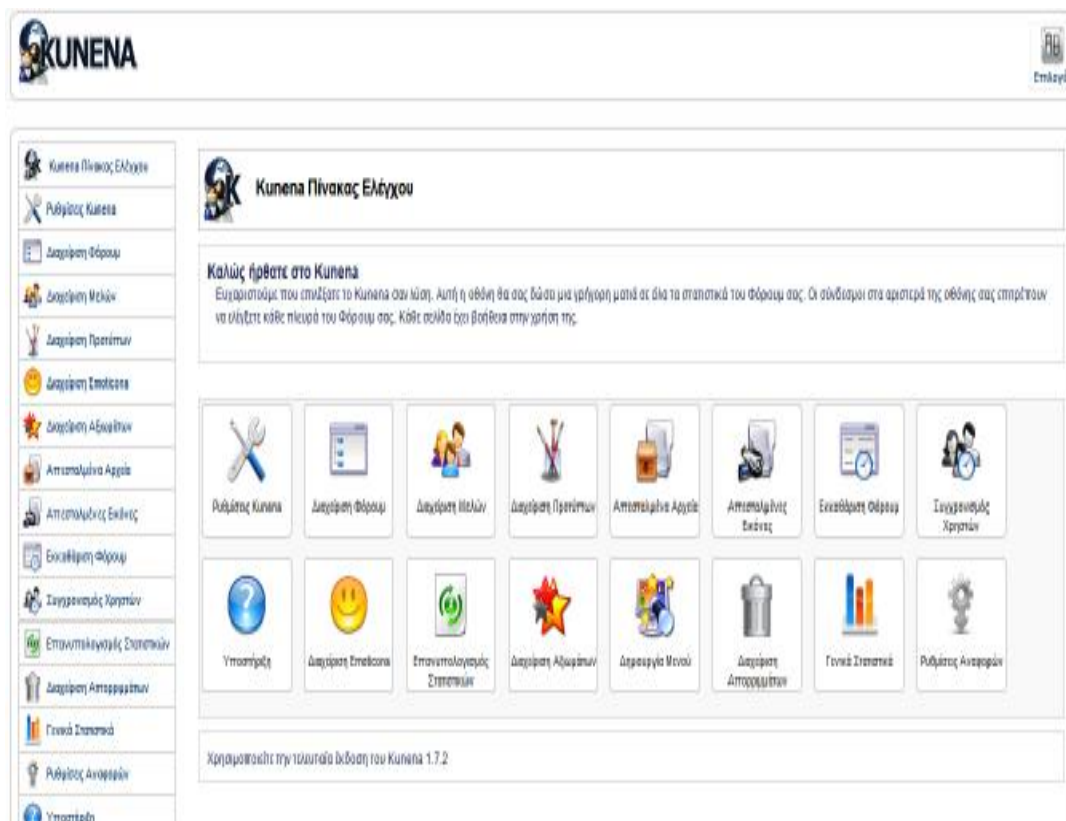 KUNENA
Kunena Πίνακας Ελέγχου
Ρυθμίσεις Kunena
Διαχείριση Φόρουμ
Διαχείριση Μελών
Διαχείριση Προτύπων
Διαχείριση Emoticons
Διαχείριση Αξιωμάτων
Απεσταλμένα Αρχεία
Απεσταλμένες Εικόνες
Εκκαθάριση Φόρουμ
Συγχρονισμός Χρηστών
Επανυπολογισμός Στατιστικών
Διαχείριση Απορριμμάτων
Γενικά Στατιστικά
Ρυθμίσεις Αναφορών
Υποστήριξη
Kunena Πίνακας Ελέγχου
Καλώς ήρθατε στο Kunena
Ευχαριστούμε που επιλέξατε το Kunena σαν λύση. Αυτή η οθόνη θα σας δώσει μια γρήγορη ματιά σε όλα τα στατιστικά του Φόρουμ σας. Οι σύνδεσμοι στα αριστερά της οθόνης σας επιτρέπουν
να ελέγξετε κάθε πλευρά του Φόρουμ σας. Κάθε σελίδα έχει βοήθεια στην χρήση της.
Ρυθμίσεις Kunena
Διαχείριση Φόρουμ
Διαχείριση Μελών
Διαχείριση Προτύπων
Απεσταλμένα Αρχεία
Απεσταλμένες
Εικόνες
Εκκαθάριση Φόρουμ
Συγχρονισμός
Χρηστών
Υποστήριξη
Διαχείριση Emoticons
Επανυπολογισμός
Στατιστικών
Διαχείριση Αξιωμάτων
Δημιουργία Μενού
Διαχείριση
Απορριμμάτων
Γενικά Στατιστικά
Ρυθμίσεις Αναφορών
Χρησιμοποιείτε την τελευταία έκδοση του Kunena 1.7.2